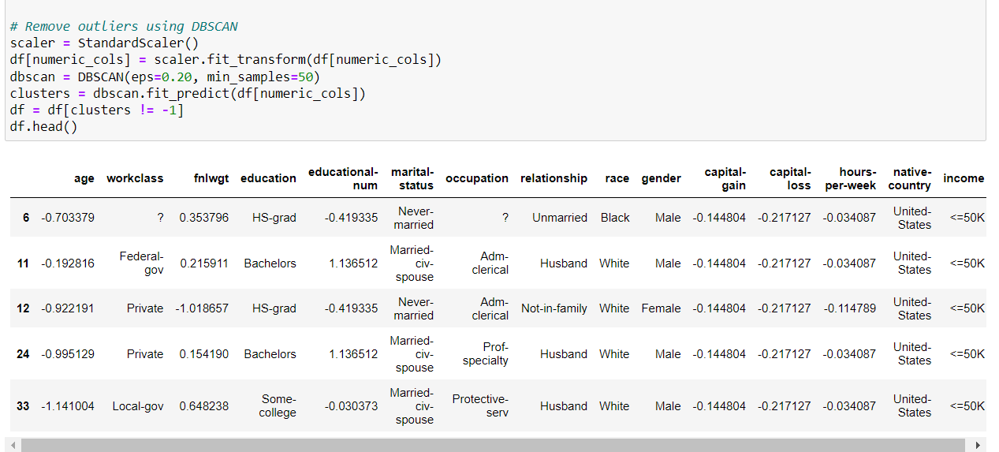 # Remove outliers using DBSCAN
scaler = StandardScaler()
df[numeric_cols] = scaler.fit_transform(df[numeric_cols])
dbscan = DBSCAN(eps=0.20, min_samples=50)
clusters = dbscan.fit_predict(df[numeric_cols])
df = df[clusters != -1]
df.head()
age workclass fnlwgt education educational-num marital-status occupation relationship race gender capital-gain capital-loss hours-per-week native-country income
6 -0.703379 ? 0.353796 HS-grad -0.419335 Never-married ? Unmarried Black Male -0.144804 -0.217127 -0.034087 United-States <=50K
11 -0.192816 Federal-gov 0.215911 Bachelors 1.136512 Married-civ-spouse Adm-clerical Husband White Male -0.144804 -0.217127 -0.034087 United-States <=50K
12 -0.922191 Private -1.018657 HS-grad -0.419335 Never-married Adm-clerical Not-in-family White Female -0.144804 -0.217127 -0.114789 United-States <=50K
24 -0.995129 Private 0.154190 Bachelors 1.136512 Married-civ-spouse Prof-specialty Husband White Male -0.144804 -0.217127 -0.034087 United-States <=50K
33 -1.141004 Local-gov 0.648238 Some-college -0.030373 Married-civ-spouse Protective-serv Husband White Male -0.144804 -0.217127 -0.034087 United-States <=50K